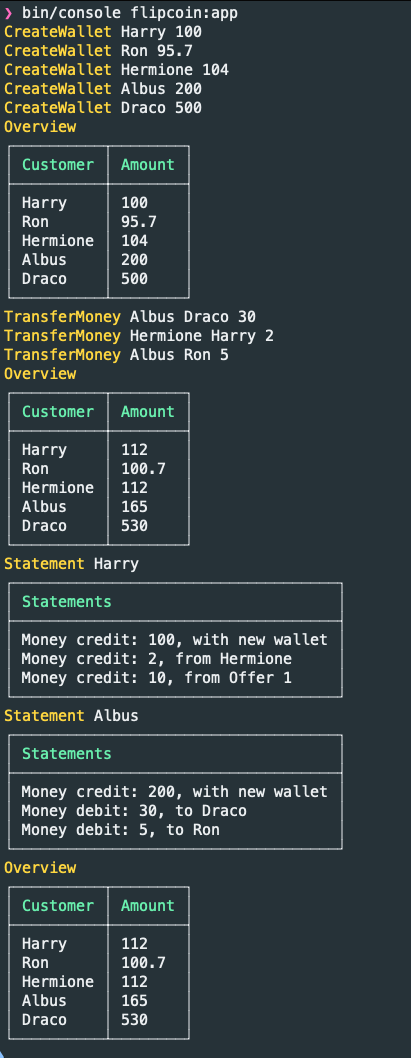 ❯ bin/console flipcoin:app
CreateWallet Harry 100
CreateWallet Ron 95.7
CreateWallet Hermione 104
CreateWallet Albus 200
CreateWallet Draco 500
Overview
Customer Amount
Harry 100
Ron 95.7
Hermione 104
Albus 200
Draco 500
TransferMoney Albus Draco 30
TransferMoney Hermione Harry 2
TransferMoney Albus Ron 5
Overview
Customer Amount
Harry 112
Ron 100.7
Hermione 112
Albus 165
Draco 530
Statement Harry
Statements
Money credit: 100, with new wallet
Money credit: 2, from Hermione
Money credit: 10, from Offer 1
Statement Albus
Statements
Money credit: 200, with new wallet
Money debit: 30, to Draco
Money debit: 5, to Ron
Overview
Customer Amount
Harry 112
Ron 100.7
Hermione 112
Albus 165
Draco 530